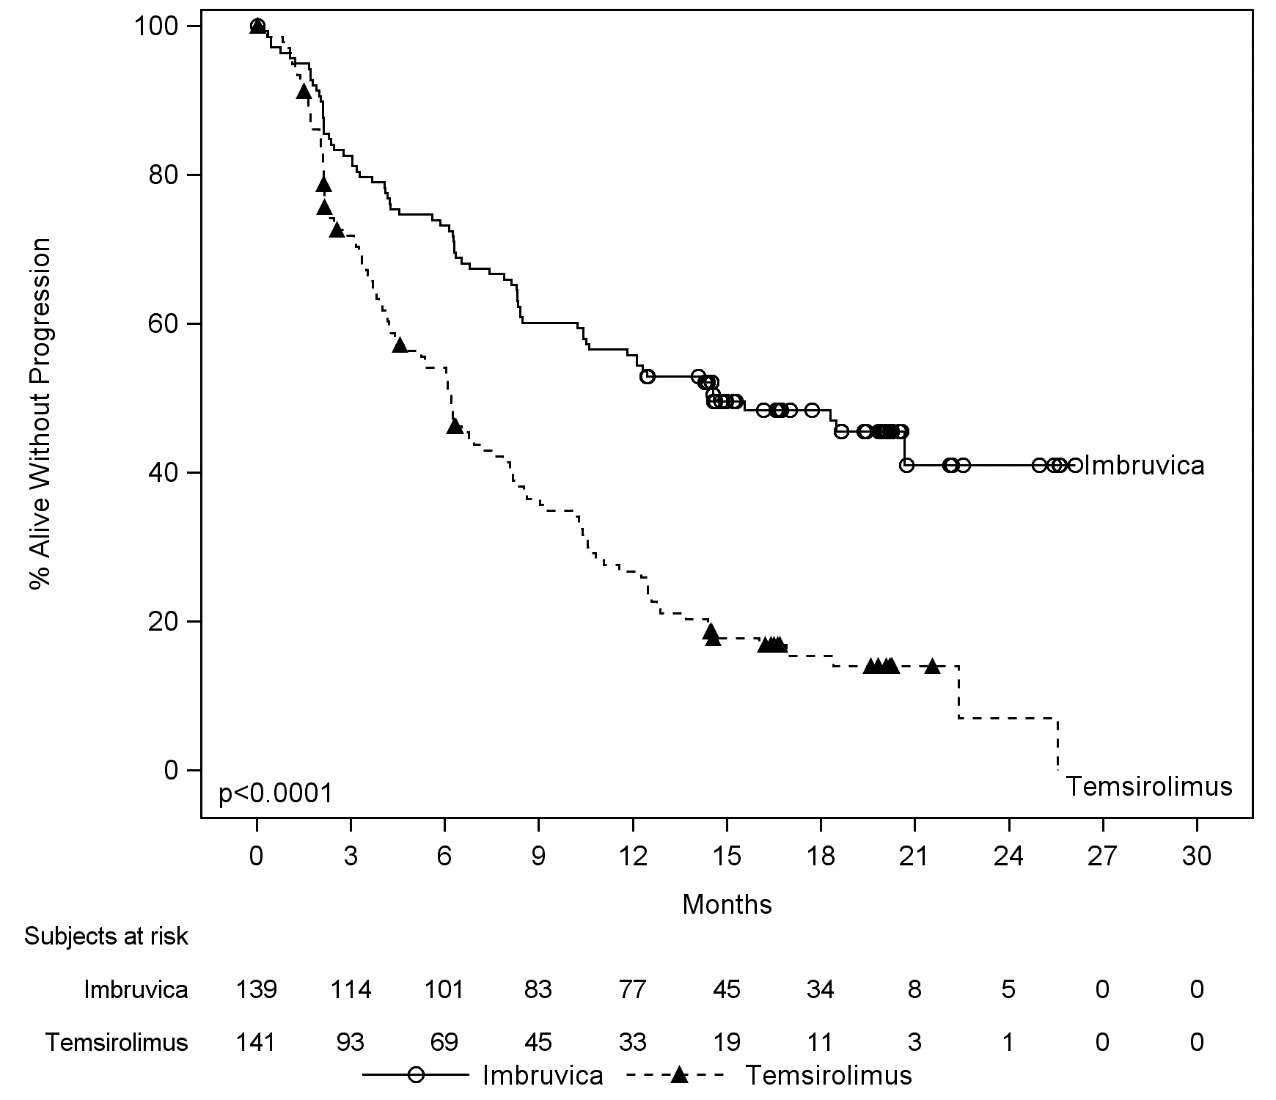 % Alive Without Progression
100
80
60
40
20
0
Imbruvica
Temsirolimus
p<0.0001
0 3 6 9 12 15 18 21 24 27 30
Months
Subjects at risk
Imbruvica 139 114 101 83 77 45 34 8 5 0 0
Temsirolimus 141 93 69 45 33 19 11 3 1 0 0
Imbruvica Temsirolimus